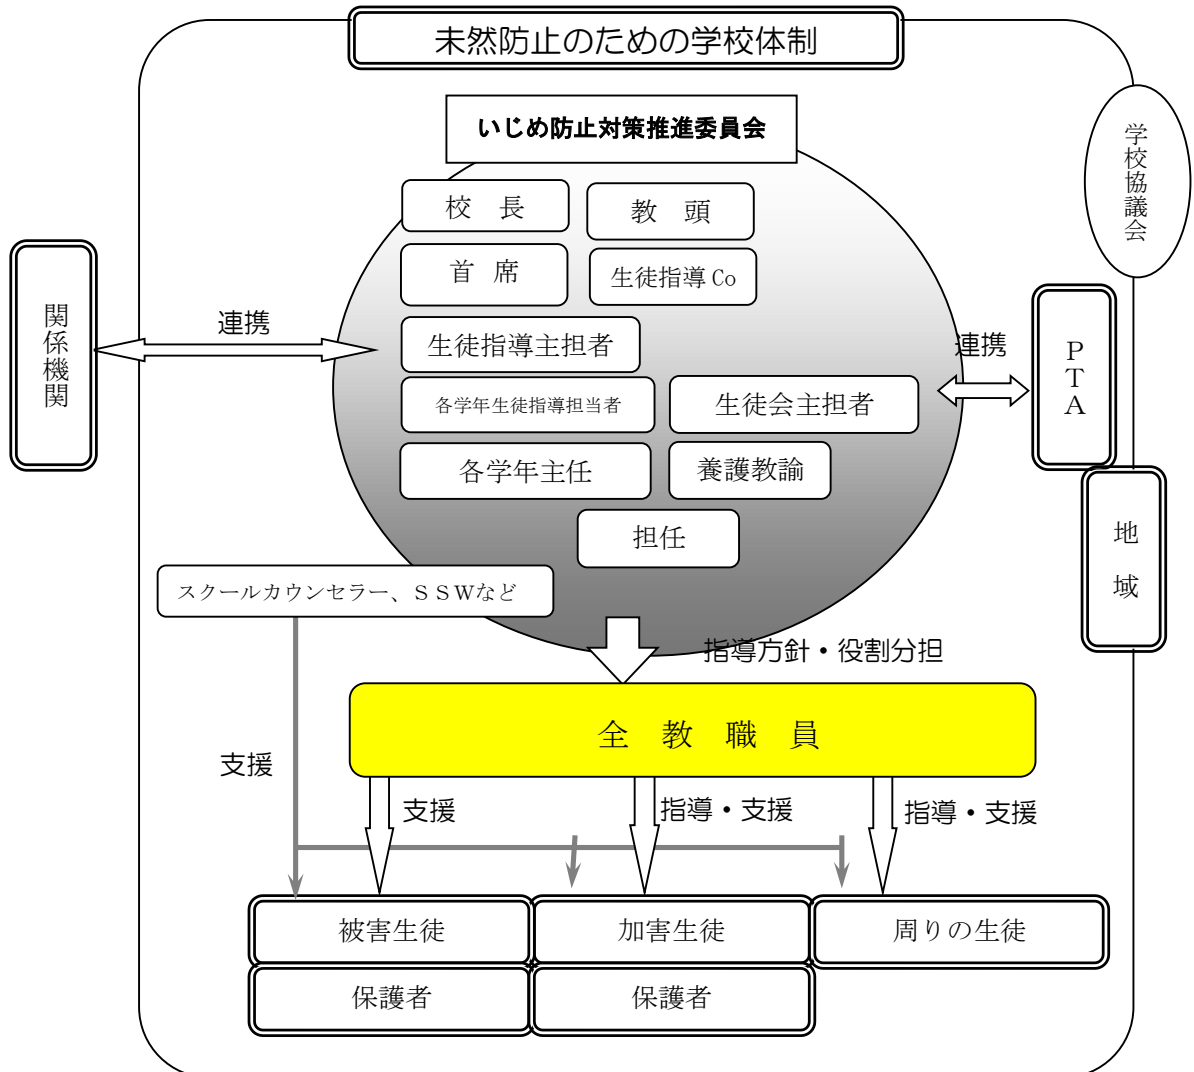 未然防止のための学校体制
いじめ防止対策推進委員会
学校協議会
校　長
教　頭
首　席
生徒指導 Co
関係機関
連携
生徒指導主担者
連携
ＰＴＡ
各学年生徒指導担当者
生徒会主担者
各学年主任
養護教諭
担任
地　域
スクールカウンセラー、ＳＳＷなど
指導方針・役割分担
全　教　職　員
支援
支援
指導・支援
指導・支援
被害生徒
加害生徒
周りの生徒
保護者
保護者